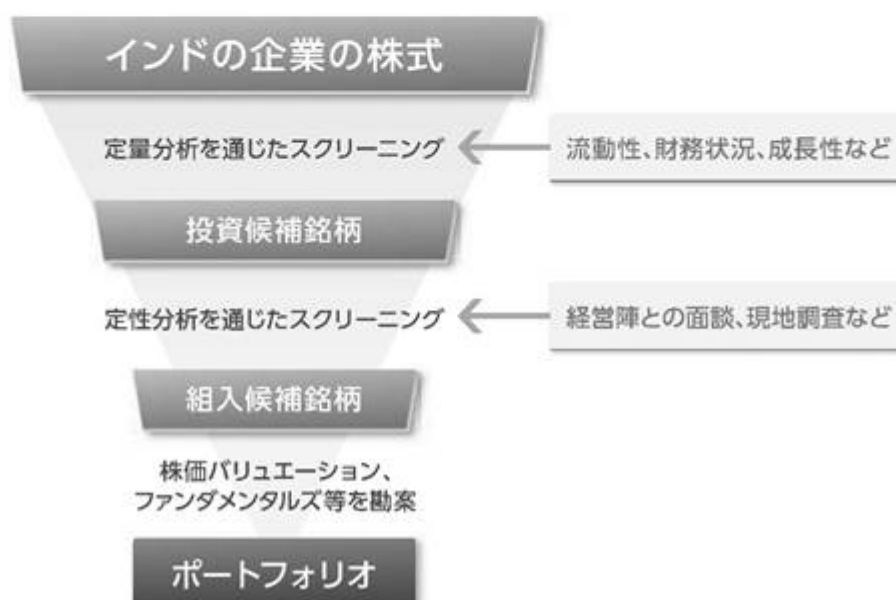 インドの企業の株式
定量分析を通じたスクリーニング
流動性、財務状況、成長性など
投資候補銘柄
定性分析を通じたスクリーニング
経営陣との面談、現地調査など
組入候補銘柄
株価バリュエーション、
ファンダメンタルズ等を勘案
ポートフォリオ